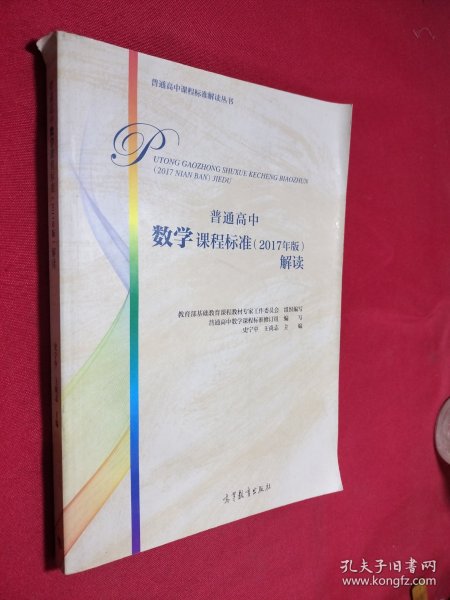 普通高中课程标准解读丛书
PUTONG GAOZHONG SHUXUE KECHENG BIAOZHUN
(2017 NIAN BAN) JIEDU
普通高中
数学课程标准(2017年版)
解读
教育部基础教育课程教材专家工作委员会 组织编写
普通高中数学课程标准修订组 编 写
史宁中 王尚志 主 编
高等教育出版社
孔夫子旧书网
www.kongfz.com